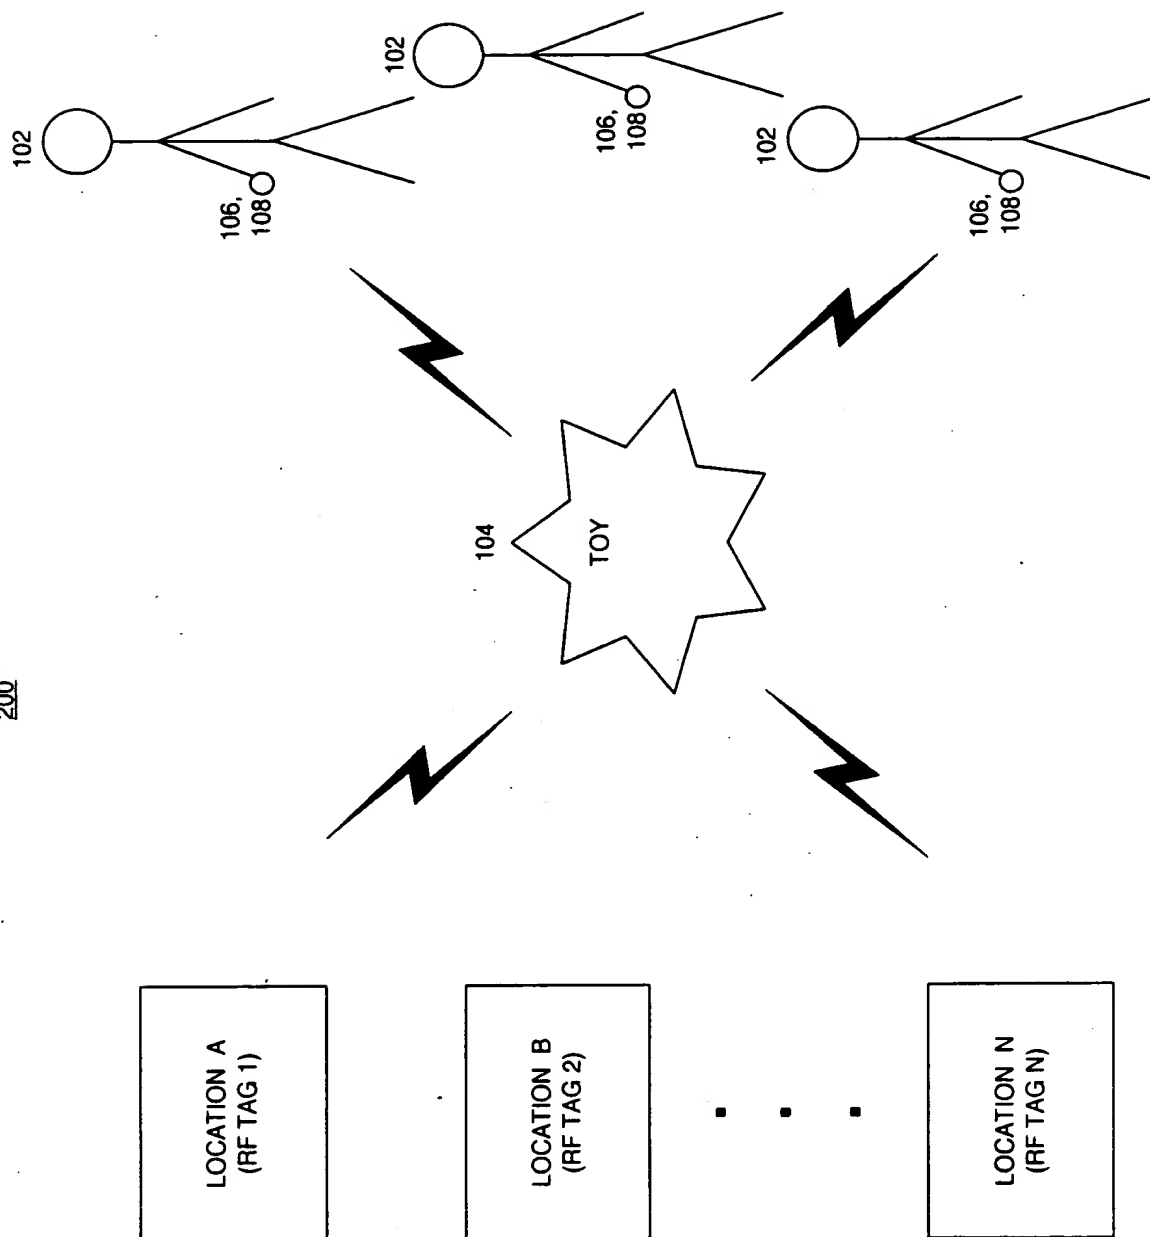 200
102
LOCATION A
(RF TAG 1)
106,
108
102
104
LOCATION B
(RF TAG 2)
TOY
106,
108
102
LOCATION N
(RF TAG N)
106,
108